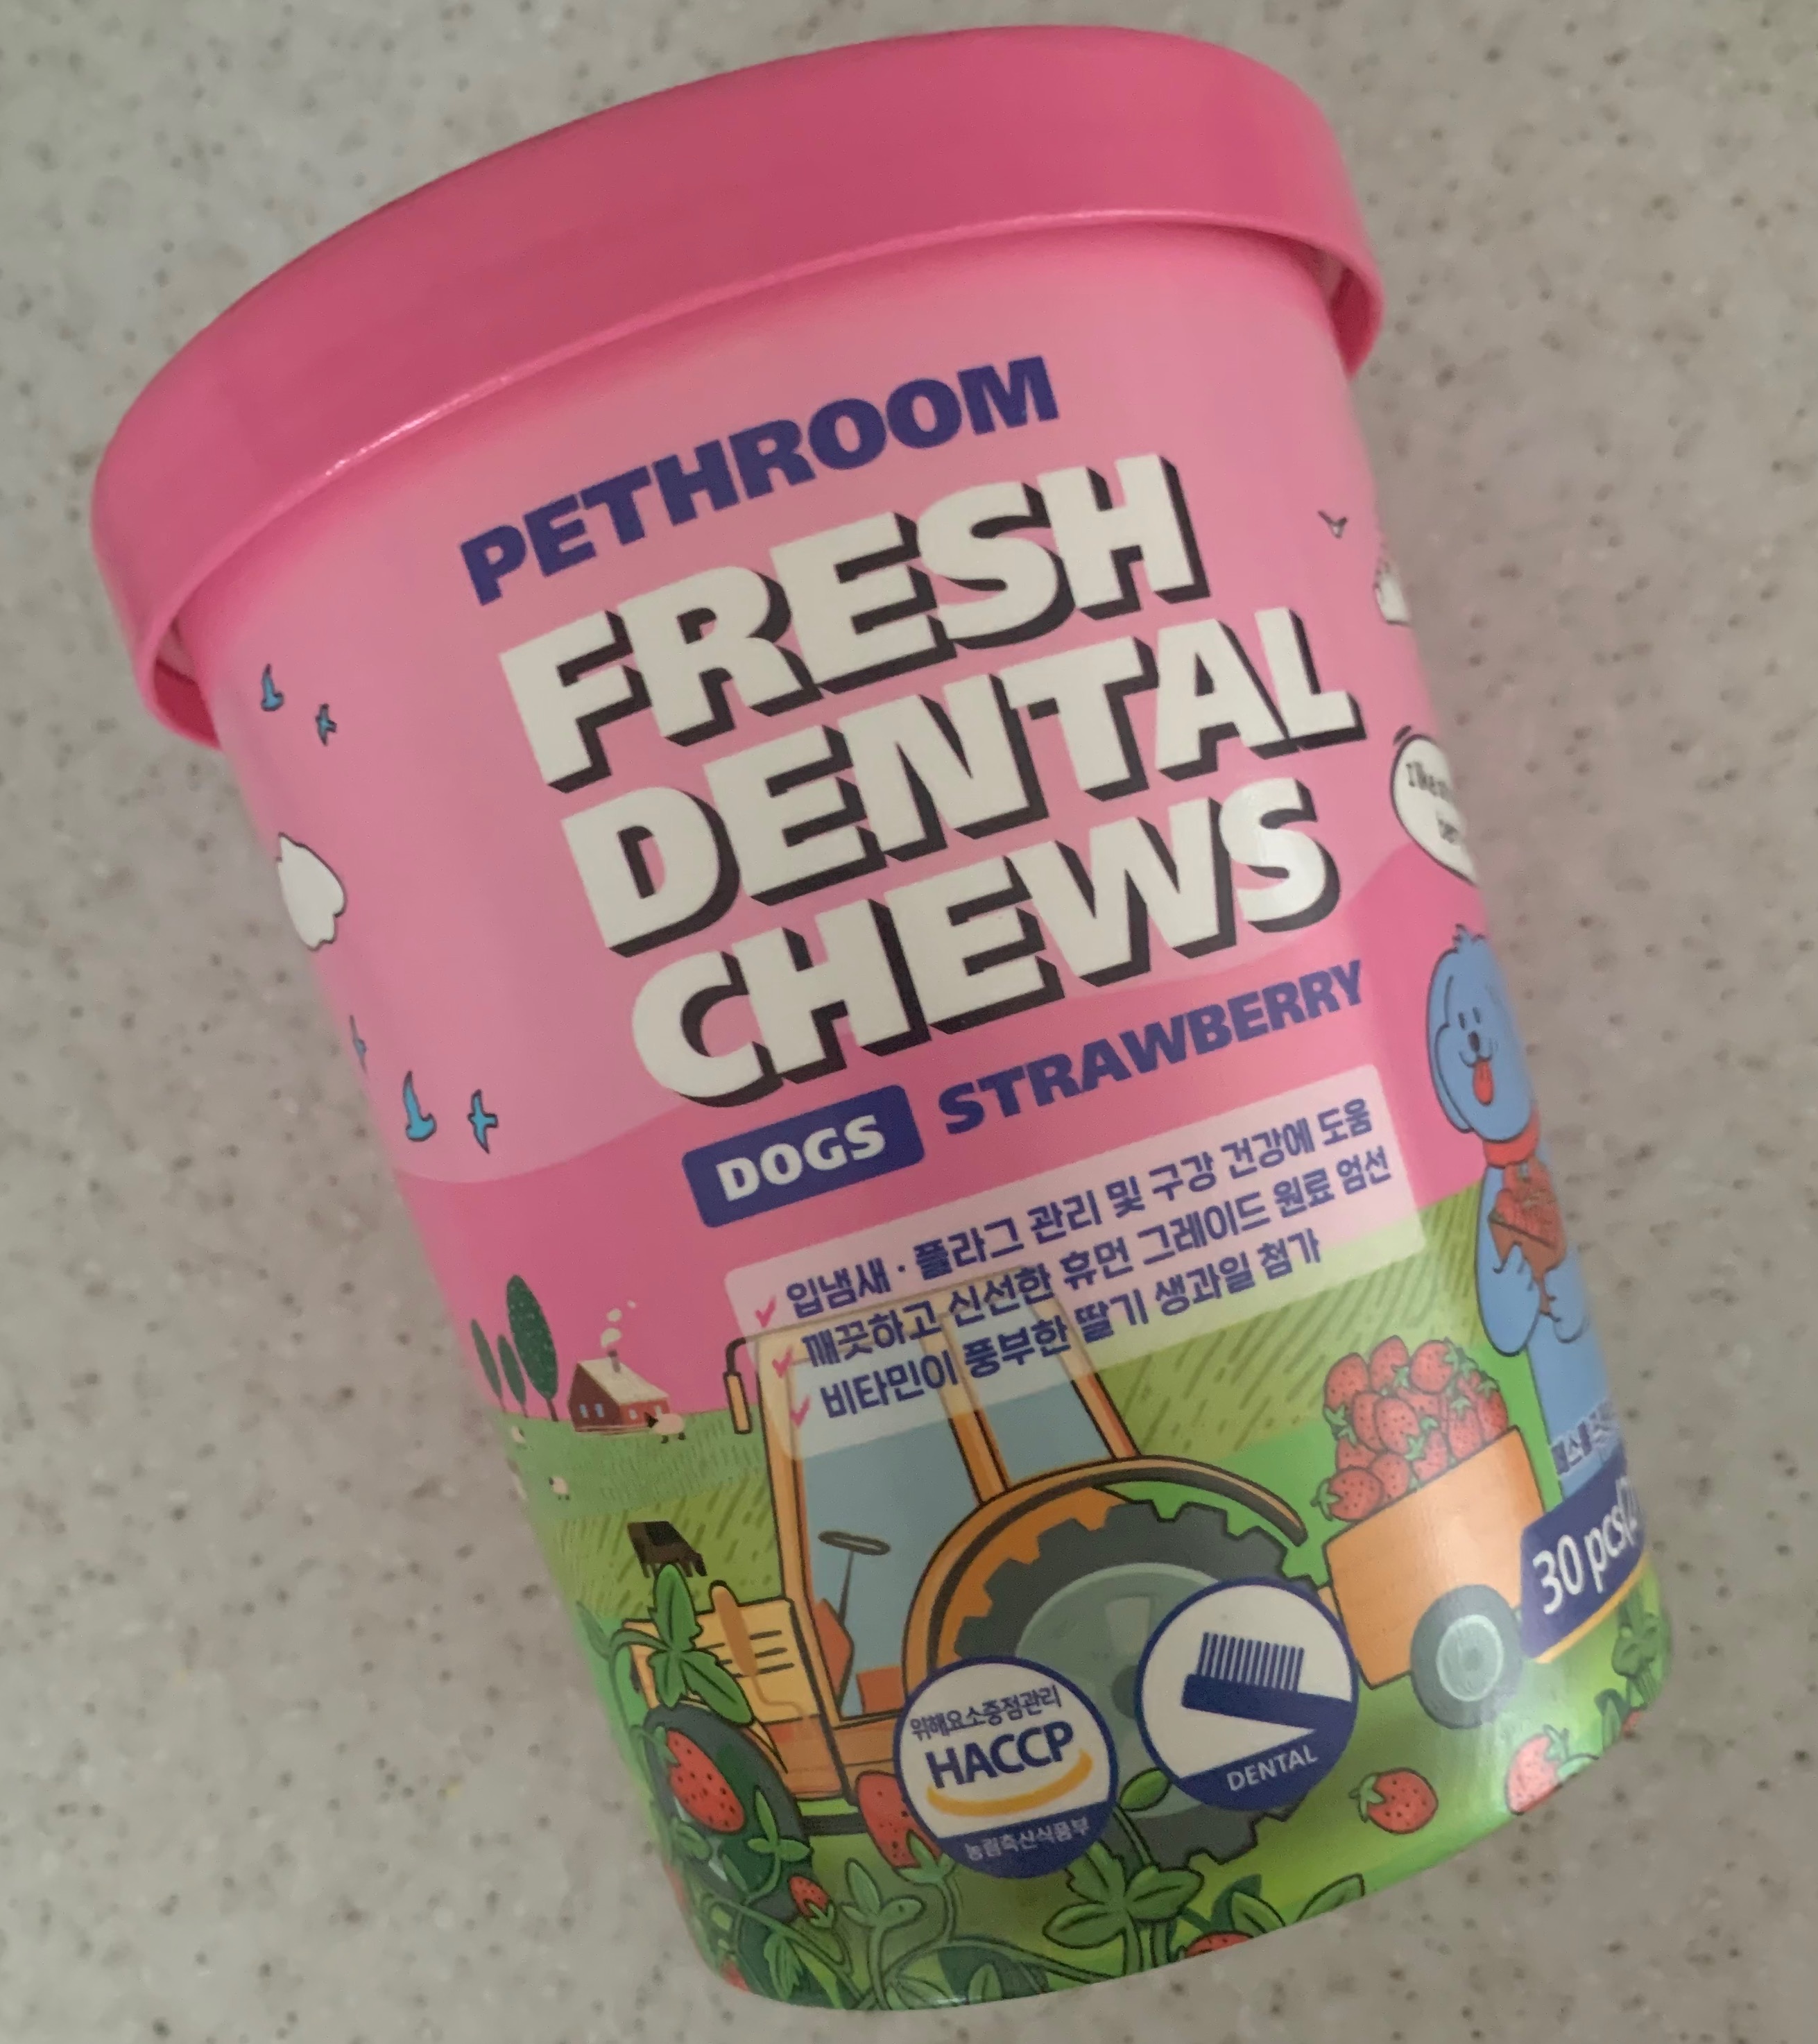 PETHROOM
FRESH
DENTAL
CHEWS
DOGS STRAWBERRY
입냄새 · 플라그 관리 및 구강 건강에 도움
깨끗하고 신선한 휴먼 그레이드 원료 엄선
비타민이 풍부한 딸기 생과일 첨가
I like
30 pcs
위해요소중점관리
HACCP
농림축산식품부
DENTAL